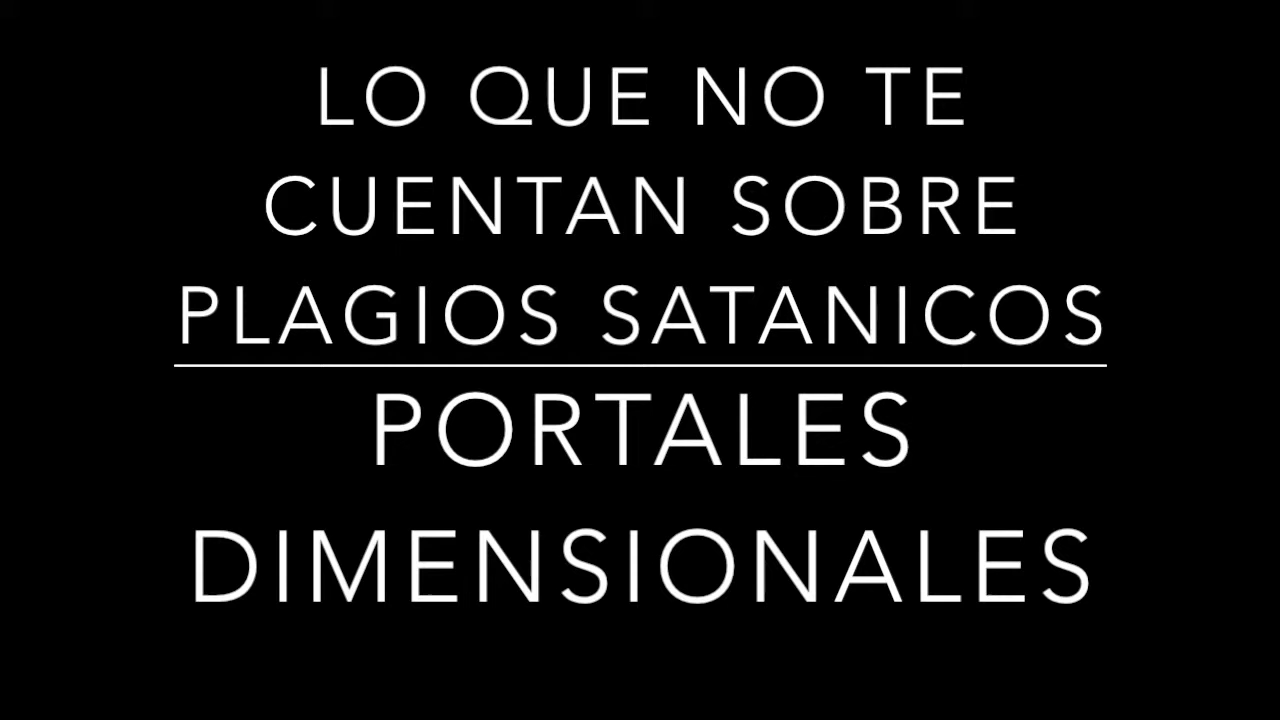 LO QUE NO TE
CUENTAN SOBRE
PLAGIOS SATANICOS
PORTALES
DIMENSIONALES